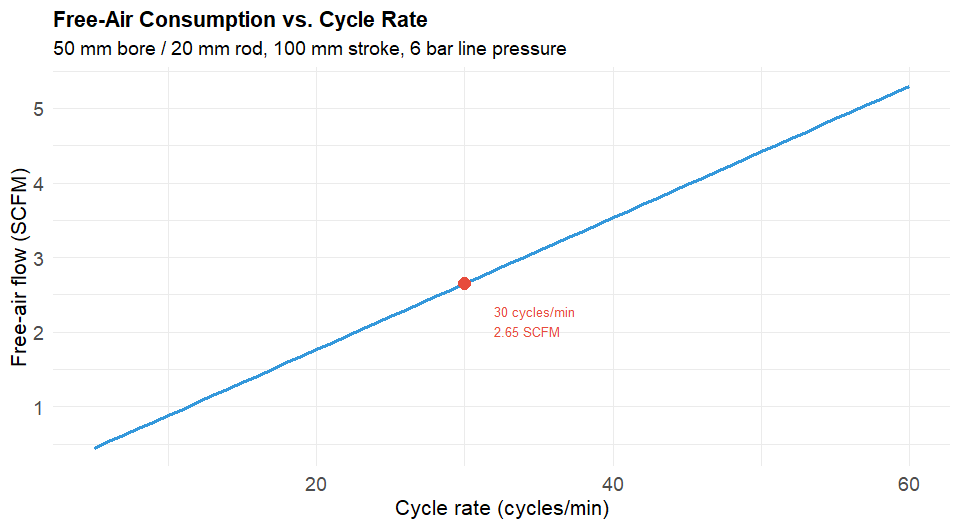 Free-Air Consumption vs. Cycle Rate
50 mm bore / 20 mm rod, 100 mm stroke, 6 bar line pressure
Free-air flow (SCFM)
5
4
3
2
1
30 cycles/min
2.65 SCFM
20
40
60
Cycle rate (cycles/min)